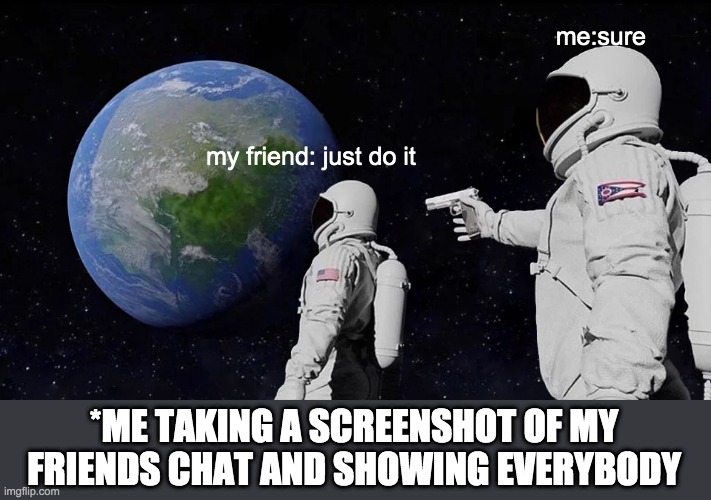 me:sure
my friend: just do it
*ME TAKING A SCREENSHOT OF MY
FRIENDS CHAT AND SHOWING EVERYBODY
imgflip.com